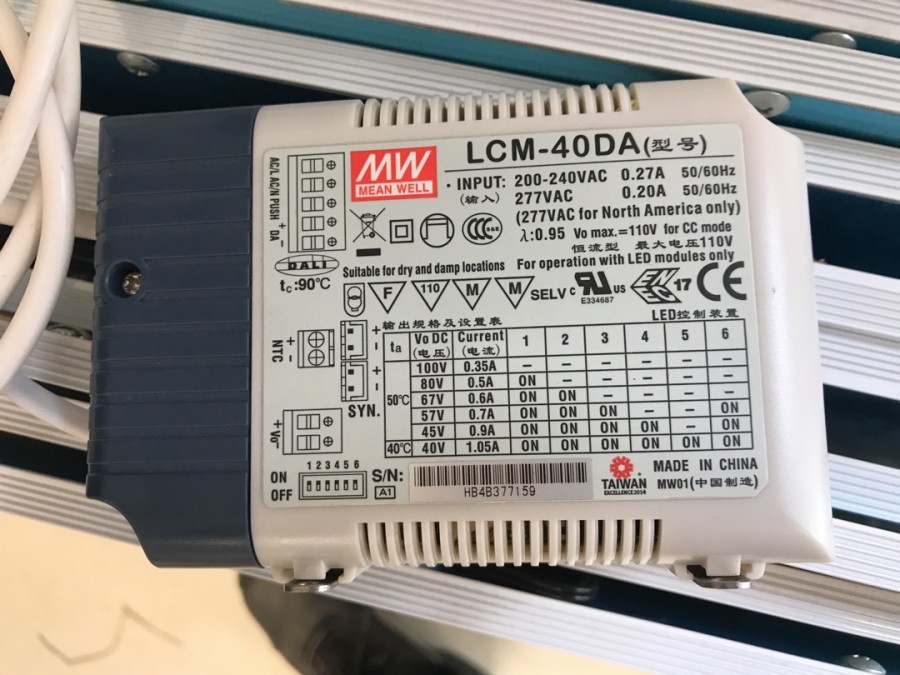 AC/L AC/N PUSH + DA -
MW
MEAN WELL
LCM-40DA(型号)
· INPUT: 200-240VAC 0.27A 50/60Hz
(输入) 277VAC 0.20A 50/60Hz
(277VAC for North America only)
λ:0.95 Vo max.=110V for CC mode
恒流型 最大电压110V
For operation with LED modules only
DALI
tc:90℃
Suitable for dry and damp locations
F 110 M M
SELV
c RU US
E334687
ENEC 17 CE
CCC S&E
LED控制装置
NTC + -
+ -
+ -
SYN.
+ Vo -
输出规格及设置表
ta Vo DC (电压) Current (电流) 1 2 3 4 5 6
50℃ 100V 0.35A – – – – – –
80V 0.5A ON – – – – –
67V 0.6A ON ON – – – –
57V 0.7A ON ON ON – – ON
45V 0.9A ON ON ON ON – ON
40℃ 40V 1.05A ON ON ON ON ON ON
1 2 3 4 5 6
ON
OFF
S/N:
A1
HB4B377159
TAIWAN
EXCELLENCE2014
MADE IN CHINA
MW01(中国制造)